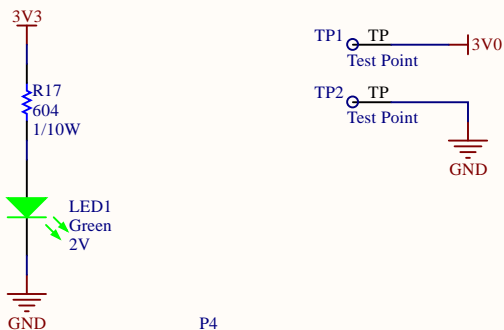 3V3
R17
604
1/10W
LED1
Green
2V
GND
TP1 TP 3V0
Test Point
TP2 TP
Test Point
GND
P4